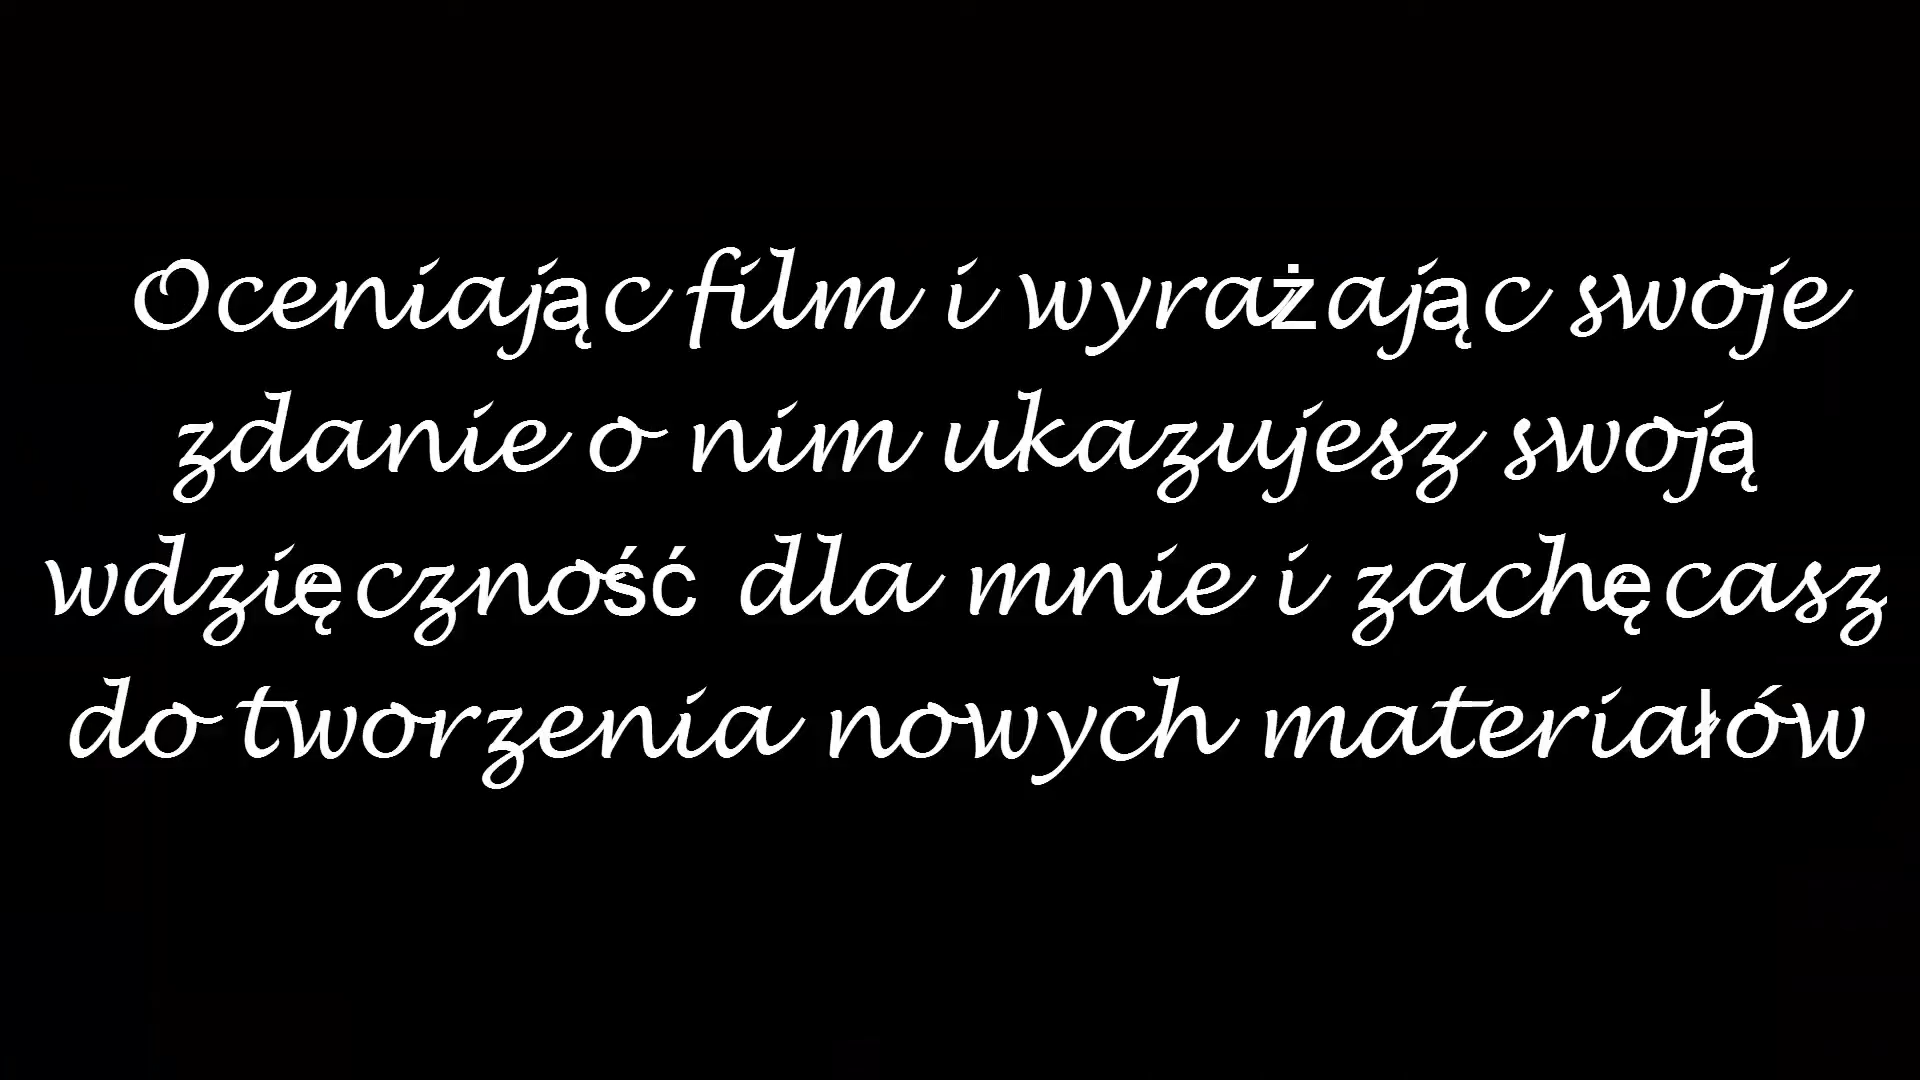 Oceniając film i wyrażając swoje
zdanie o nim ukazujesz swoją
wdzięczność dla mnie i zachęcasz
do tworzenia nowych materiałów